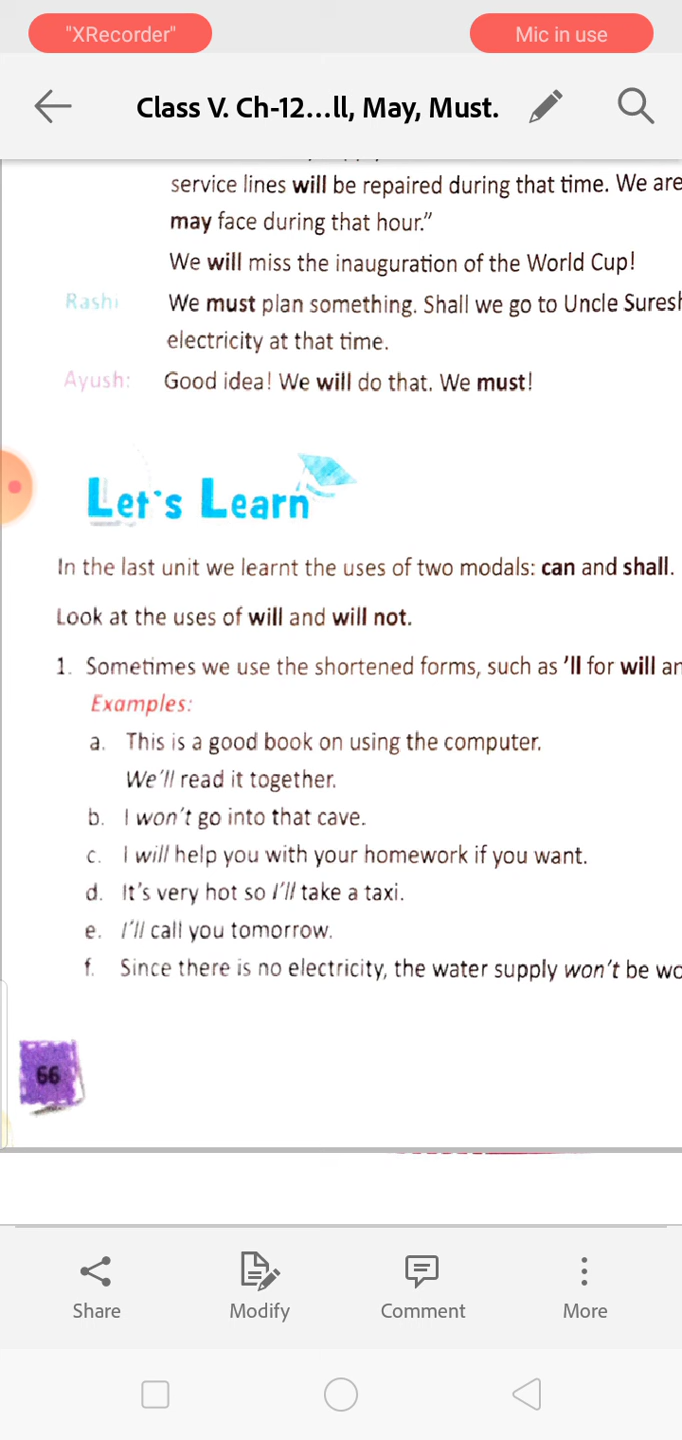 "XRecorder"
Mic in use
Class V. Ch-12...ll, May, Must.
service lines will be repaired during that time. We are
may face during that hour."
We will miss the inauguration of the World Cup!
Rashi We must plan something. Shall we go to Uncle Suresh
electricity at that time.
Ayush: Good idea! We will do that. We must!
Let's Learn
In the last unit we learnt the uses of two modals: can and shall.
Look at the uses of will and will not.
1. Sometimes we use the shortened forms, such as 'll for will an
Examples:
a. This is a good book on using the computer.
We'll read it together.
b. I won't go into that cave.
c. I will help you with your homework if you want.
d. It's very hot so I'll take a taxi.
e. I'll call you tomorrow.
f. Since there is no electricity, the water supply won't be wo
66
Share
Modify
Comment
More